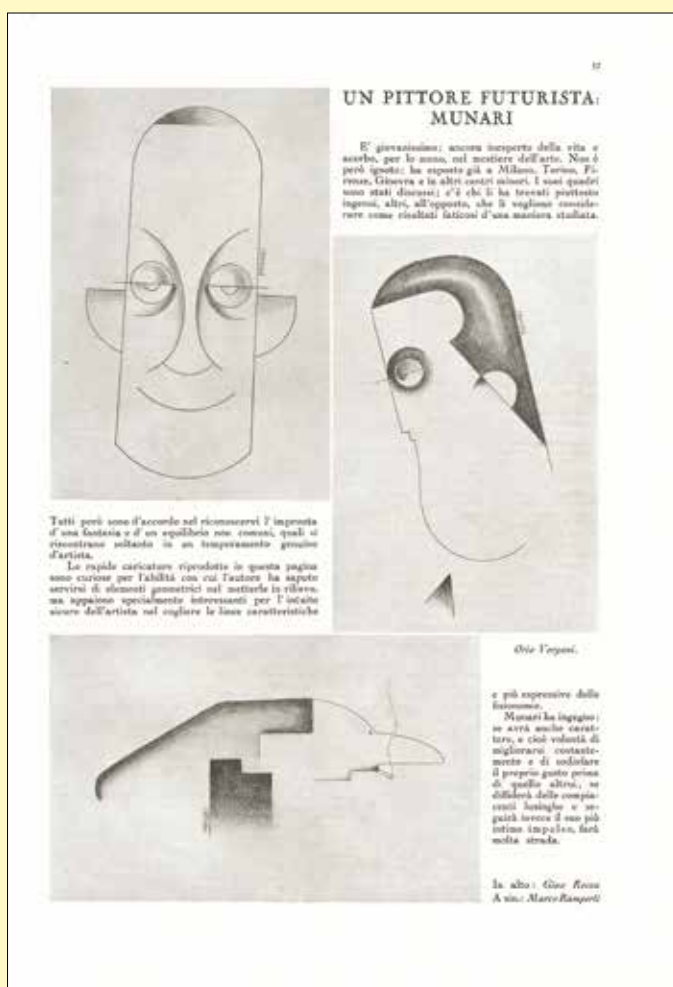 UN PITTORE FUTURISTA:
MUNARI
E' giovanissimo; ancora inesperto della vita e
acerbo, per lo meno, nel mestiere dell'arte. Non è
però ignoto: ha esposto già a Milano, Torino, Fi-
renze, Ginevra e in altri centri minori. I suoi quadri
sono stati discussi; c'è chi li ha trovati piuttosto
ingenui, altri, all'opposto, che li vogliono conside-
rare come risultati faticosi d'una maniera studiata.
Tutti però sono d'accordo nel riconoscervi l'impronta
d'una fantasia e d'un equilibrio non comuni, quali si
riscontrano soltanto in un temperamento genuino
d'artista.
Le rapide caricature riprodotte in questa pagina
sono curiose per l'abilità con cui l'autore ha saputo
servirsi di elementi geometrici nel metterle in rilievo,
ma appaiono specialmente interessanti per l'intuito
sicuro dell'artista nel cogliere le linee caratteristiche
Orio Vergani.
e più espressive delle
fisionomie.
Munari ha ingegno;
se avrà anche carat-
tere, e cioè volontà di
migliorarsi costante-
mente e di sodisfare
il proprio gusto prima
di quello altrui, se
diffiderà delle compia-
centi lusinghe e se-
guirà invece il suo più
intimo impulso, farà
molta strada.
In alto: Gino Rocca
A sin.: Marco Ramperti